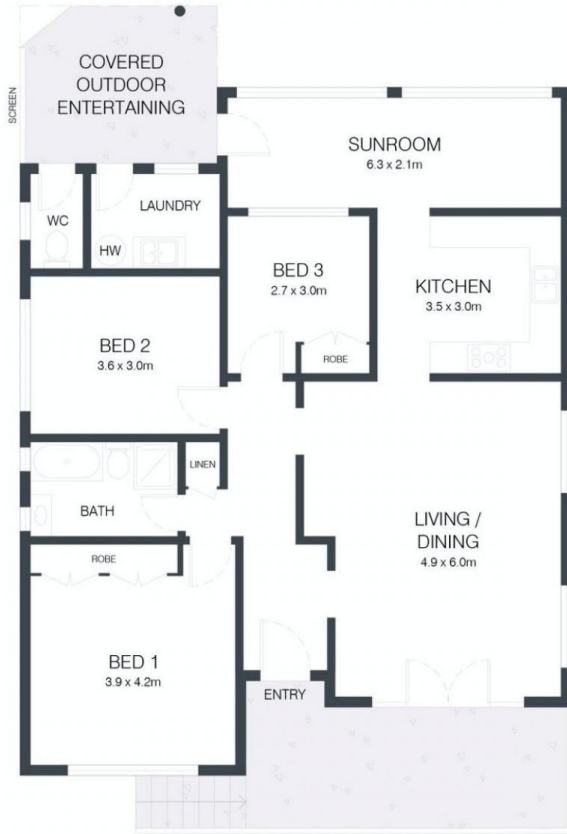 COVERED
OUTDOOR
ENTERTAINING
SCREEN
SUNROOM
6.3 x 2.1m
WC
LAUNDRY
HW
BED 3
2.7 x 3.0m
ROBE
KITCHEN
3.5 x 3.0m
BED 2
3.6 x 3.0m
LINEN
BATH
LIVING /
DINING
4.9 x 6.0m
ROBE
BED 1
3.9 x 4.2m
ENTRY